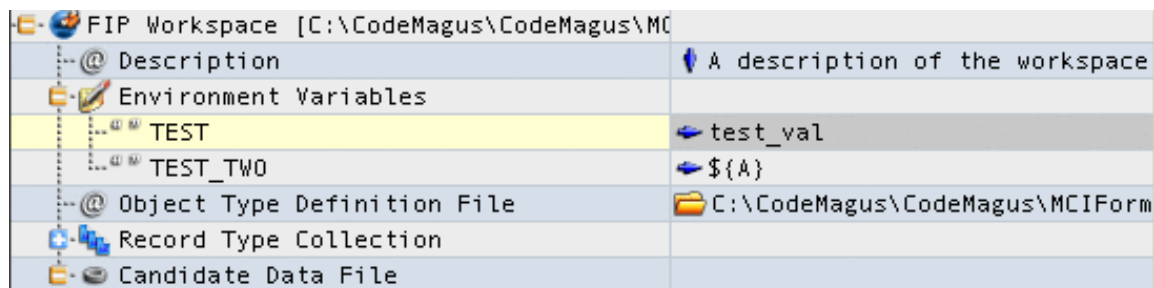 FIP Workspace [C:\CodeMagus\CodeMagus\MC
@ Description A description of the workspace
Environment Variables
TEST test_val
TEST_TWO ${A}
@ Object Type Definition File C:\CodeMagus\CodeMagus\MCIForm
Record Type Collection
Candidate Data File